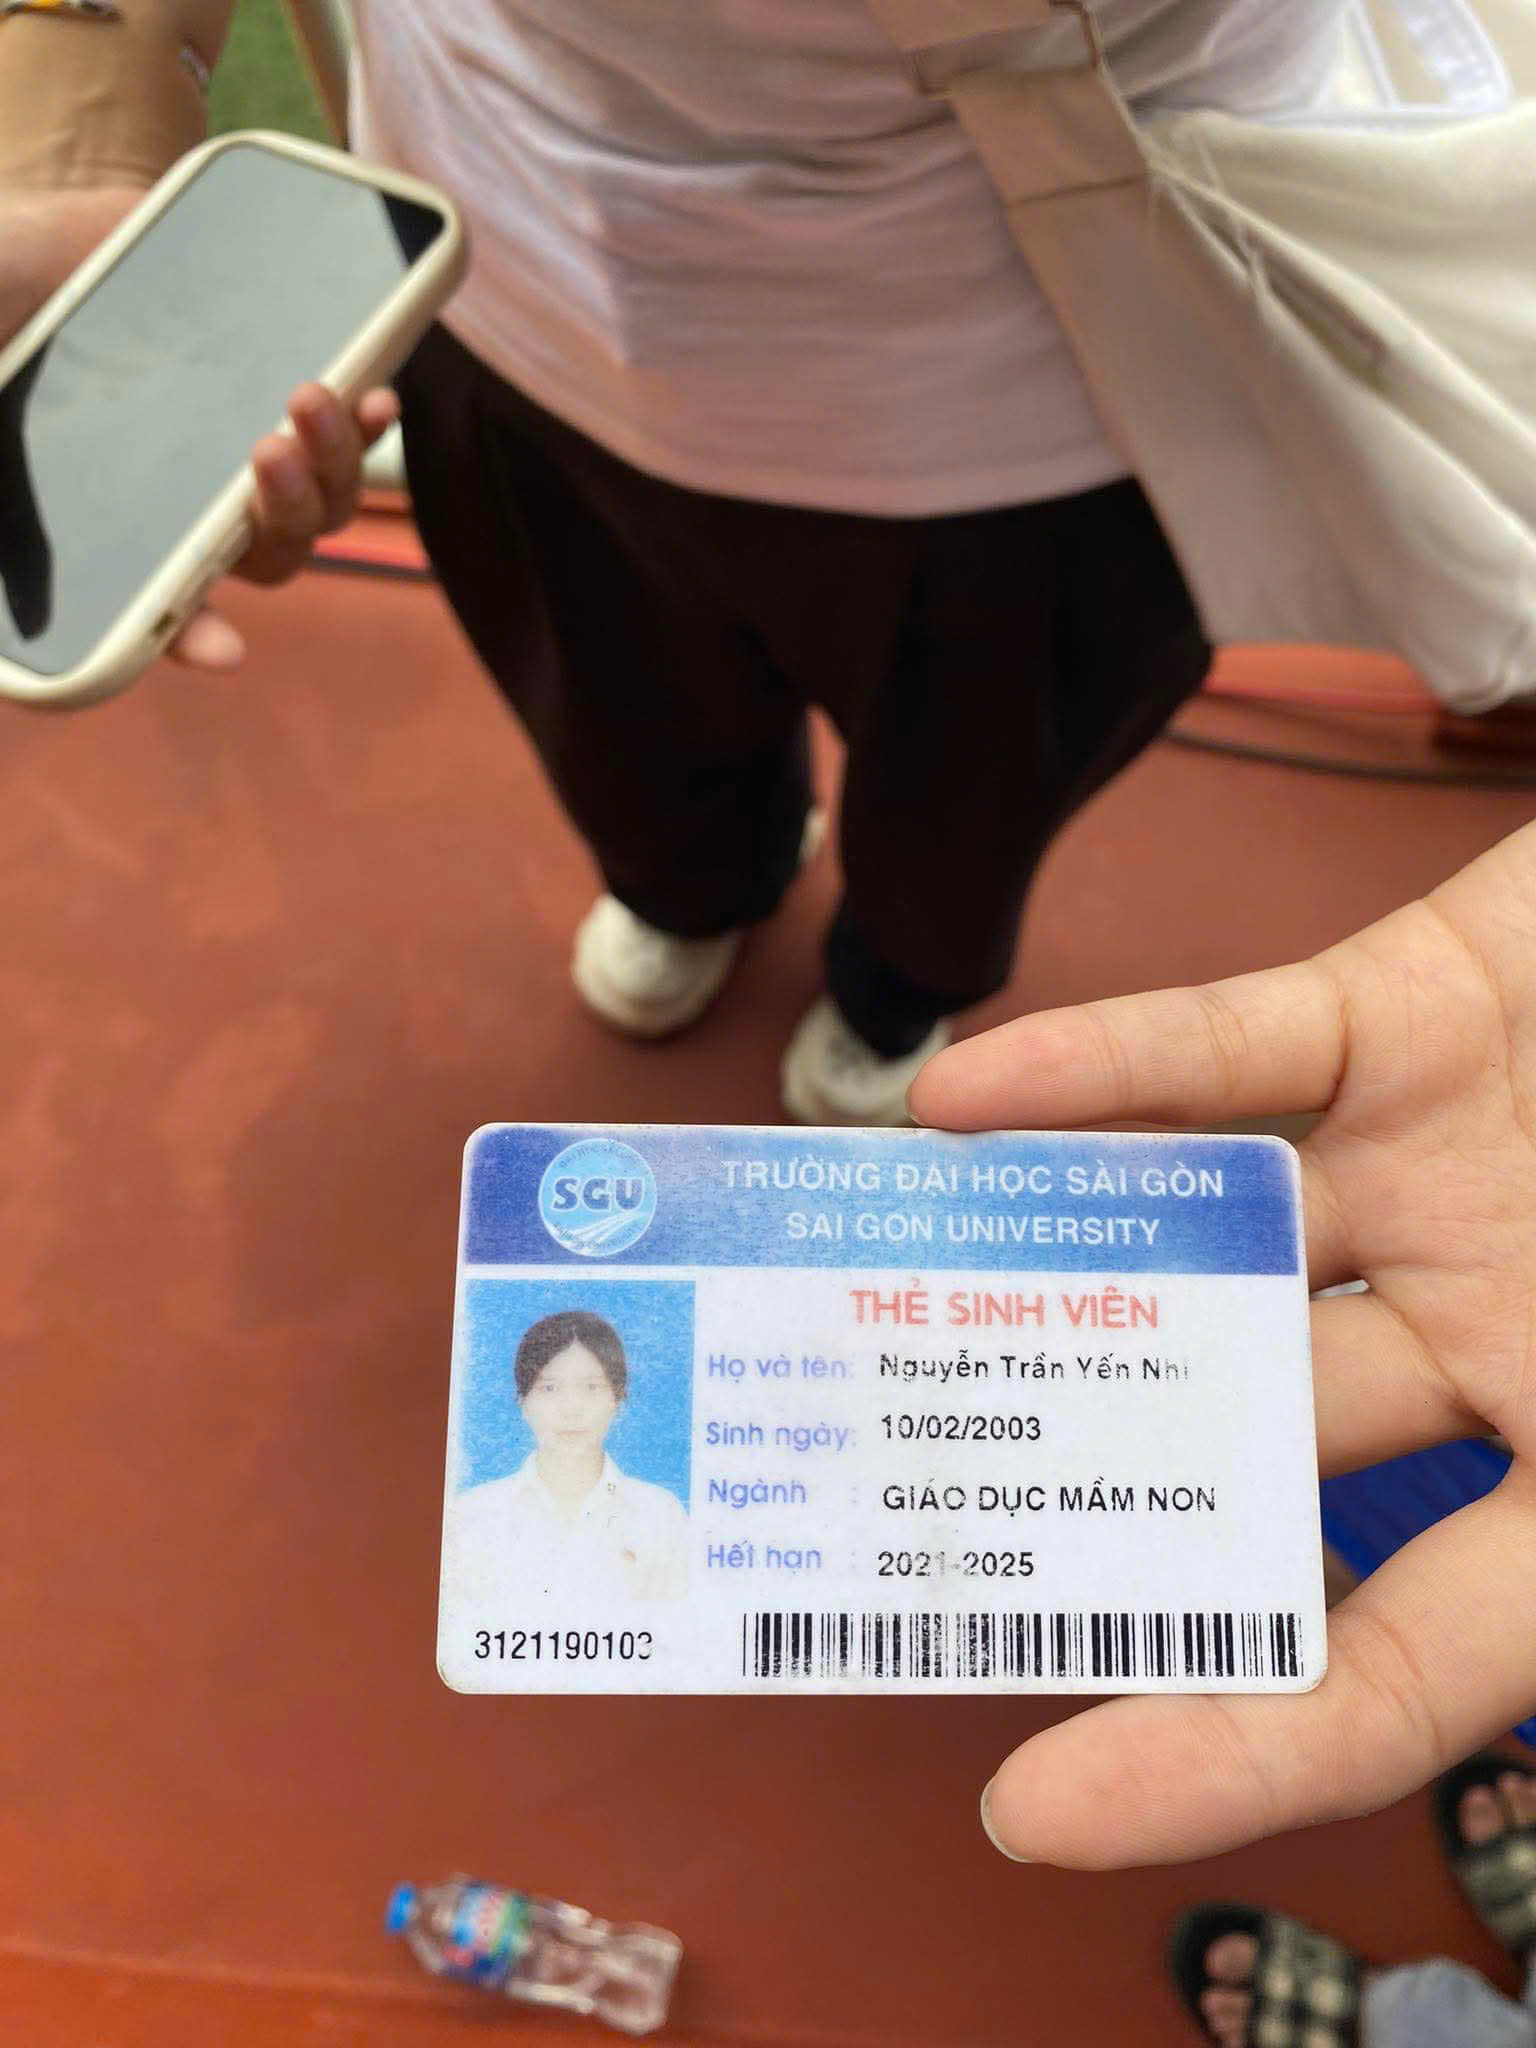 SGU
TRƯỜNG ĐẠI HỌC SÀI GÒN
SAI GON UNIVERSITY
THẺ SINH VIÊN
Họ và tên: Nguyễn Trần Yến Nhi
Sinh ngày: 10/02/2003
Ngành : GIÁO DỤC MẦM NON
Hết hạn : 2021-2025
3121190103